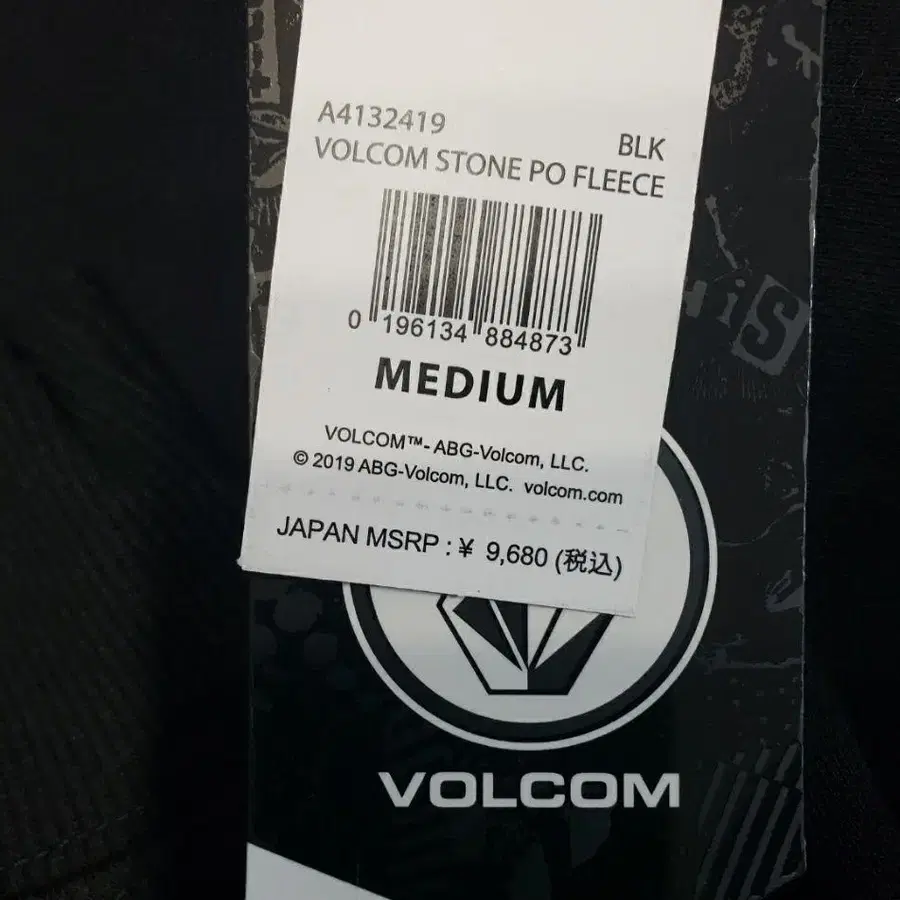 A4132419
BLK
VOLCOM STONE PO FLEECE
0 196134 884873
MEDIUM
VOLCOM™- ABG-Volcom, LLC.
© 2019 ABG-Volcom, LLC. volcom.com
JAPAN MSRP : ¥ 9,680 (税込)
iS
VOLCOM